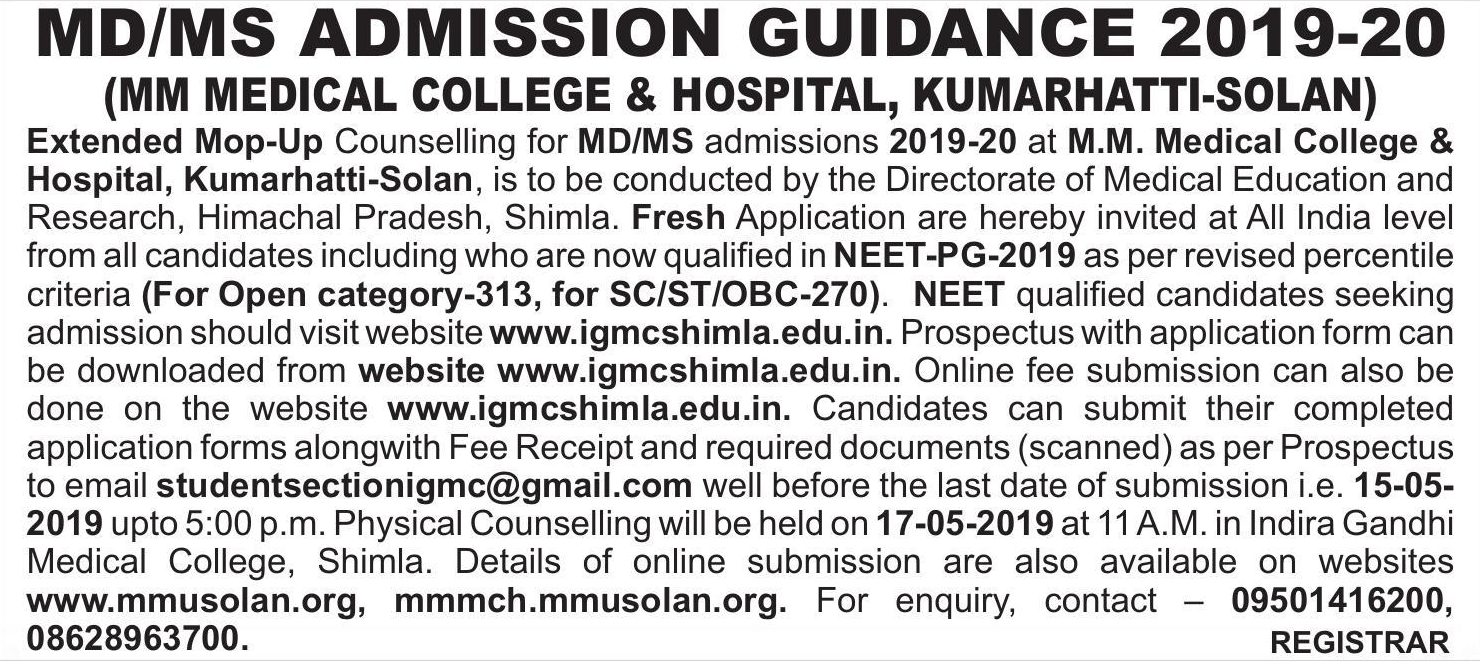 MD/MS ADMISSION GUIDANCE 2019-20
(MM MEDICAL COLLEGE & HOSPITAL, KUMARHATTI-SOLAN)
Extended Mop-Up Counselling for MD/MS admissions 2019-20 at M.M. Medical College &
Hospital, Kumarhatti-Solan, is to be conducted by the Directorate of Medical Education and
Research, Himachal Pradesh, Shimla. Fresh Application are hereby invited at All India level
from all candidates including who are now qualified in NEET-PG-2019 as per revised percentile
criteria (For Open category-313, for SC/ST/OBC-270). NEET qualified candidates seeking
admission should visit website www.igmcshimla.edu.in. Prospectus with application form can
be downloaded from website www.igmcshimla.edu.in. Online fee submission can also be
done on the website www.igmcshimla.edu.in. Candidates can submit their completed
application forms alongwith Fee Receipt and required documents (scanned) as per Prospectus
to email studentsectionigmc@gmail.com well before the last date of submission i.e. 15-05-
2019 upto 5:00 p.m. Physical Counselling will be held on 17-05-2019 at 11 A.M. in Indira Gandhi
Medical College, Shimla. Details of online submission are also available on websites
www.mmusolan.org, mmmch.mmusolan.org. For enquiry, contact – 09501416200,
08628963700. REGISTRAR